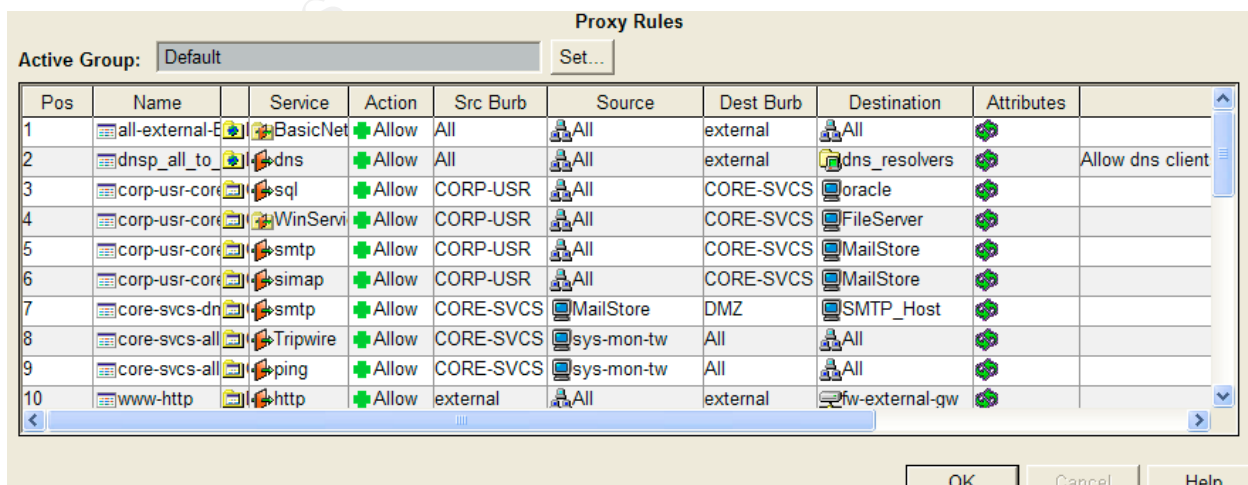 Proxy Rules
Active Group: Default Set...
Pos Name Service Action Src Burb Source Dest Burb Destination Attributes
1 all-external-E BasicNet Allow All All external All
2 dnsp_all_to_ dns Allow All All external dns_resolvers Allow dns client
3 corp-usr-core sql Allow CORP-USR All CORE-SVCS oracle
4 corp-usr-core WinServi Allow CORP-USR All CORE-SVCS FileServer
5 corp-usr-core smtp Allow CORP-USR All CORE-SVCS MailStore
6 corp-usr-core simap Allow CORP-USR All CORE-SVCS MailStore
7 core-svcs-dn smtp Allow CORE-SVCS MailStore DMZ SMTP_Host
8 core-svcs-all Tripwire Allow CORE-SVCS sys-mon-tw All All
9 core-svcs-all ping Allow CORE-SVCS sys-mon-tw All All
10 www-http http Allow external All external fw-external-gw
OK Cancel Help